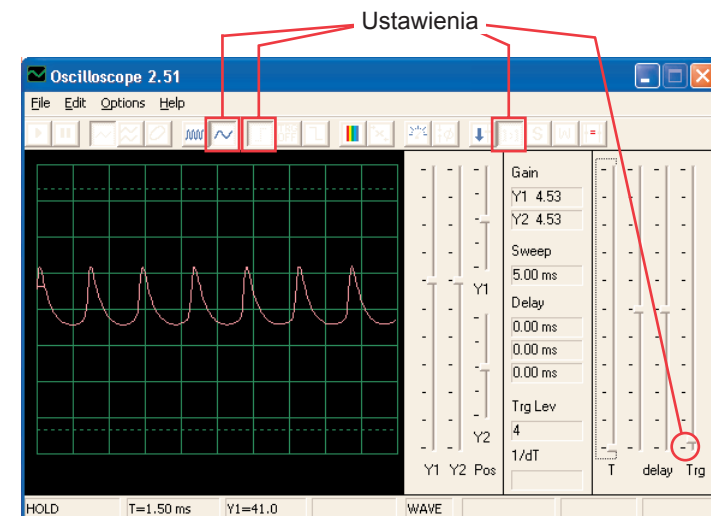 Ustawienia
Oscilloscope 2.51
File Edit Options Help
Gain
Y1 4.53
Y2 4.53
Sweep
5.00 ms
Delay
0.00 ms
0.00 ms
0.00 ms
Trg Lev
4
1/dT
Y1
Y2
Y1 Y2 Pos
T delay Trg
HOLD T=1.50 ms Y1=41.0 WAVE